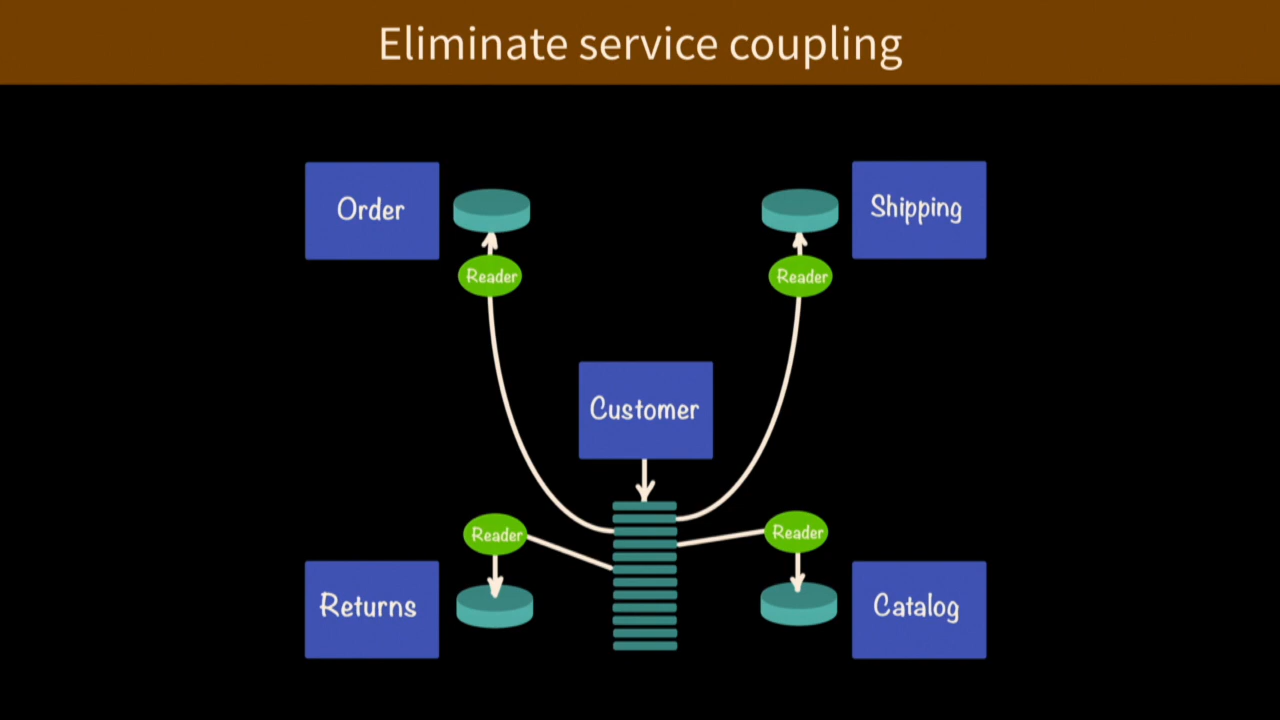 Eliminate service coupling
Order
Shipping
Reader
Reader
Customer
Reader
Reader
Returns
Catalog